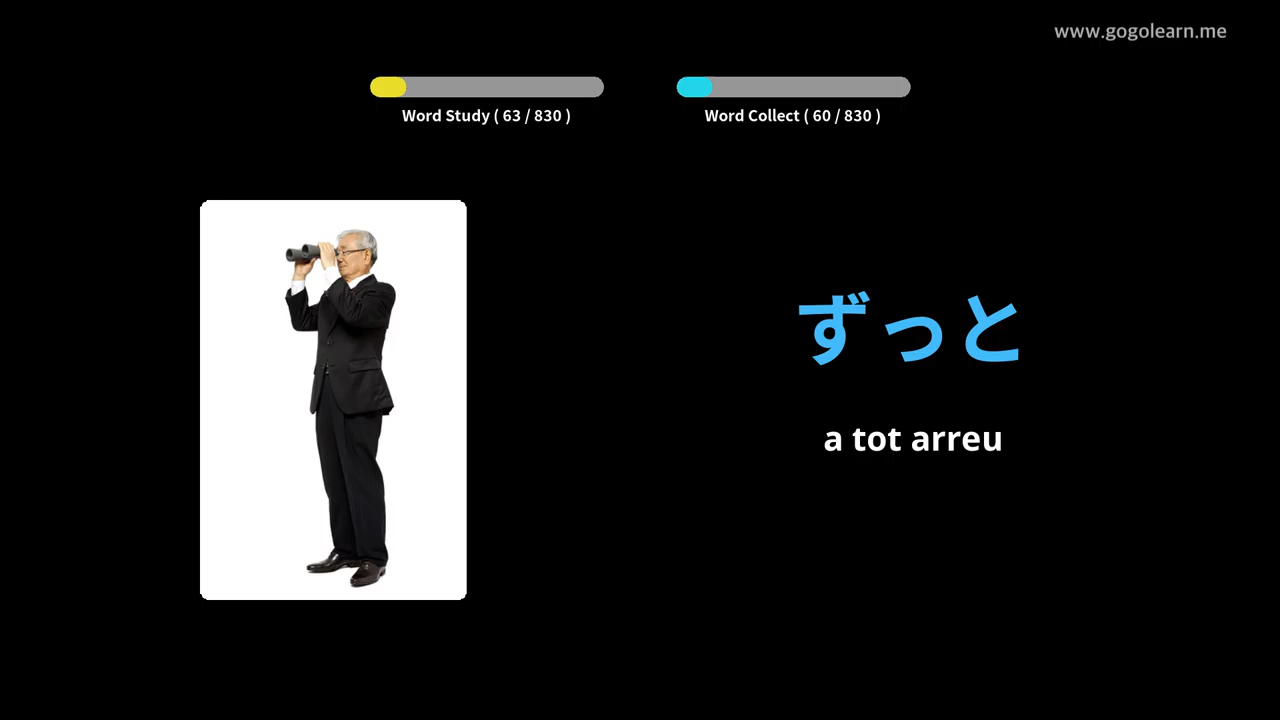 www.gogolearn.me
Word Study ( 63 / 830 )
Word Collect ( 60 / 830 )
ずっと
a tot arreu